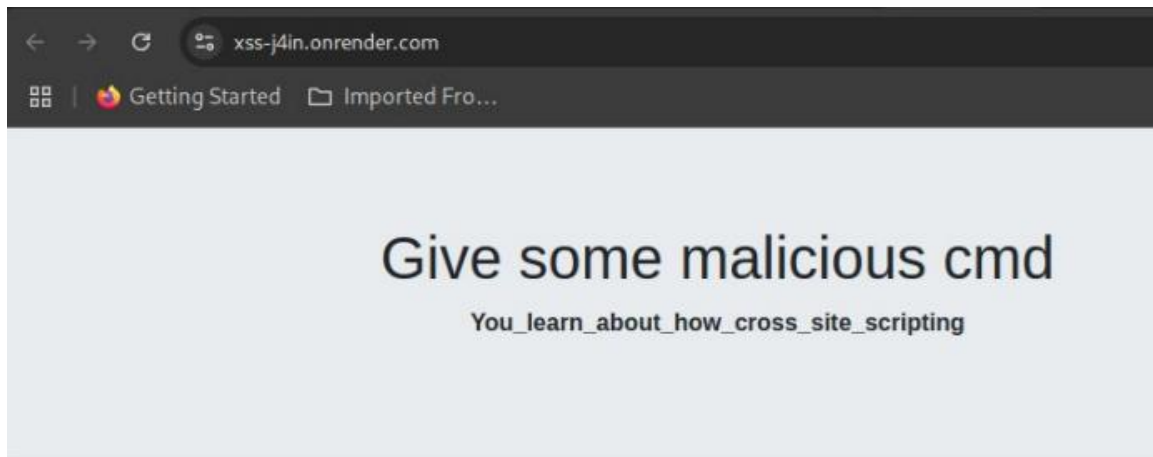 xss-j4in.onrender.com
Getting Started Imported Fro...
Give some malicious cmd
You_learn_about_how_cross_site_scripting